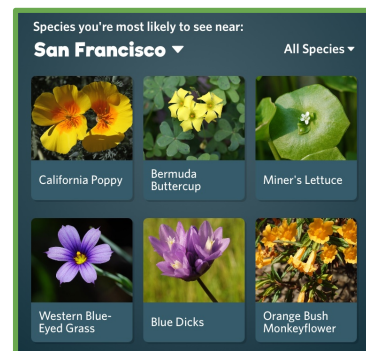 Species you're most likely to see near:
San Francisco
All Species
California Poppy
Bermuda
Buttercup
Miner's Lettuce
Western Blue-
Eyed Grass
Blue Dicks
Orange Bush
Monkeyflower